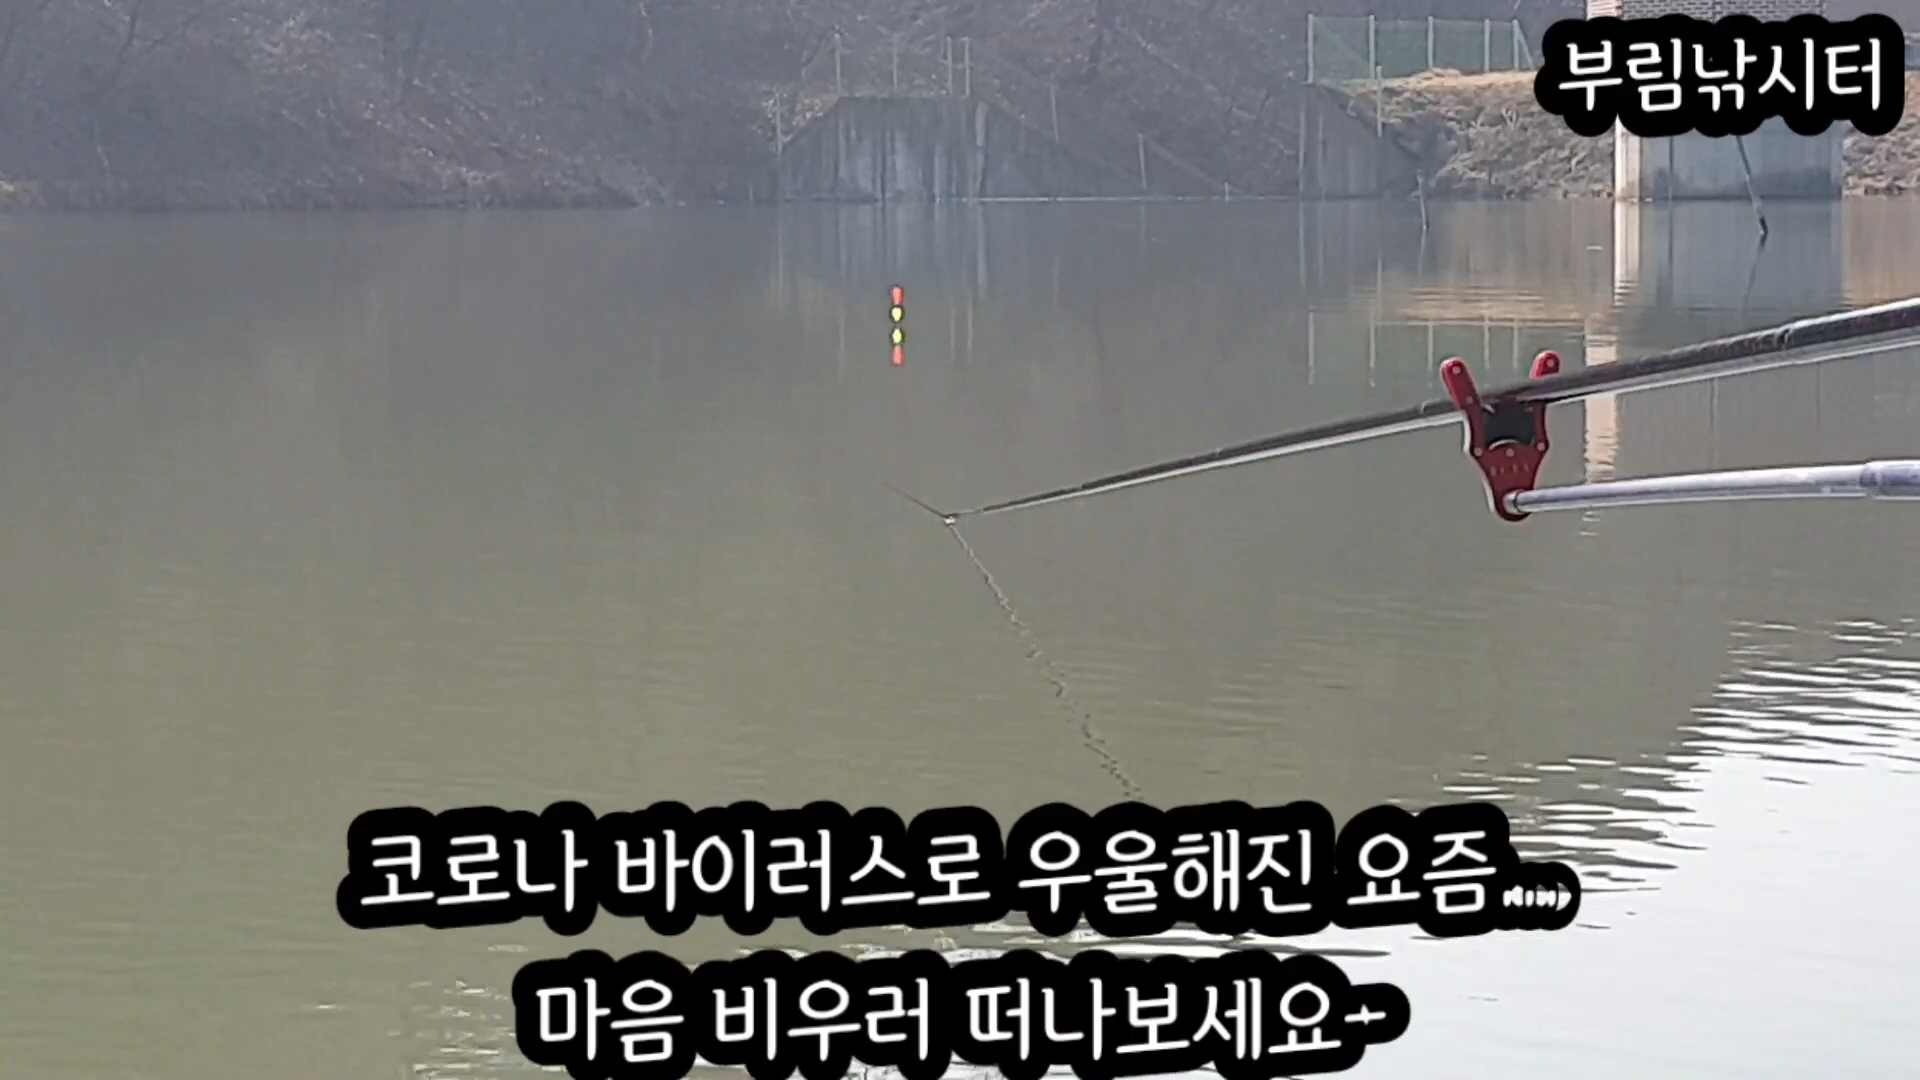 부림낚시터
코로나 바이러스로 우울해진 요즘...
마음 비우러 떠나보세요~